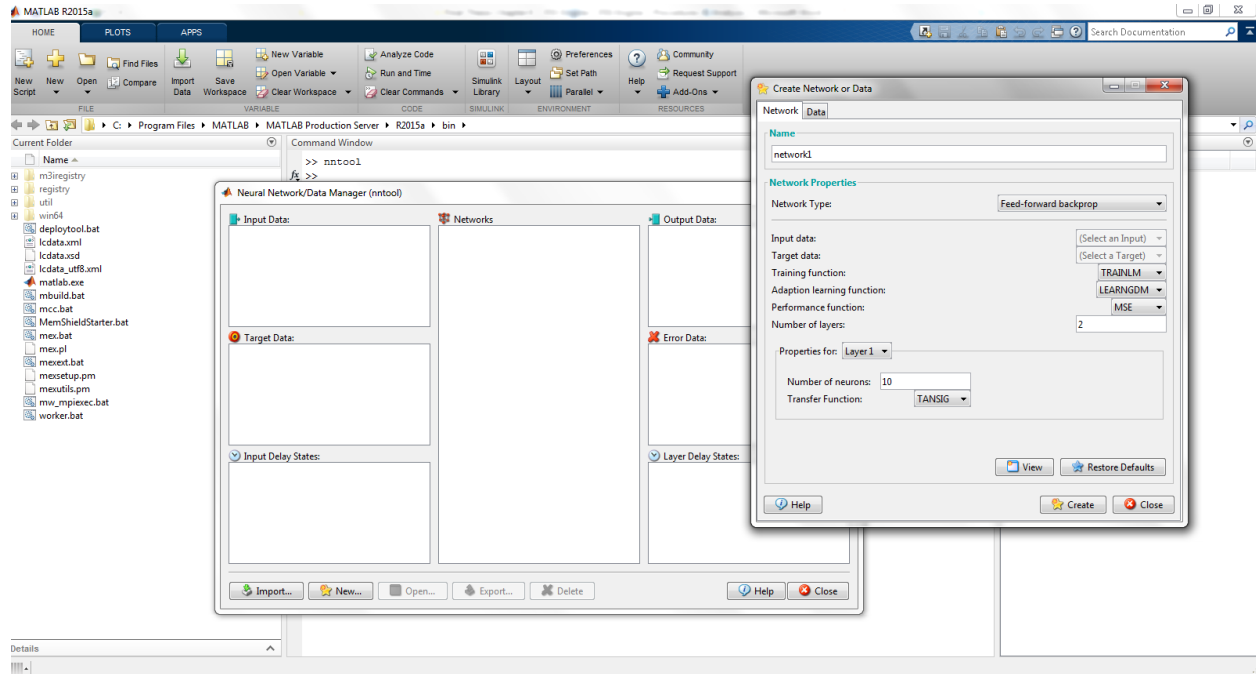 MATLAB R2015a
HOME PLOTS APPS
Search Documentation
New Script
New
Open
Find Files
Compare
Import Data
Save Workspace
New Variable
Open Variable
Clear Workspace
Analyze Code
Run and Time
Clear Commands
Simulink Library
Layout
Preferences
Set Path
Parallel
Help
Community
Request Support
Add-Ons
FILE VARIABLE CODE SIMULINK ENVIRONMENT RESOURCES
C: Program Files MATLAB MATLAB Production Server R2015a bin
Current Folder
Name
m3iregistry
registry
util
win64
deploytool.bat
lcdata.xml
lcdata.xsd
lcdata_utf8.xml
matlab.exe
mbuild.bat
mcc.bat
MemShieldStarter.bat
mex.bat
mex.pl
mexext.bat
mexsetup.pm
mexutils.pm
mw_mpiexec.bat
worker.bat
Details
Command Window
>> nntool
fx >>
Neural Network/Data Manager (nntool)
Input Data:
Networks
Output Data:
Target Data:
Error Data:
Input Delay States:
Layer Delay States:
Import... New... Open... Export... Delete Help Close
Create Network or Data
Network Data
Name
network1
Network Properties
Network Type: Feed-forward backprop
Input data: (Select an Input)
Target data: (Select a Target)
Training function: TRAINLM
Adaption learning function: LEARNGDM
Performance function: MSE
Number of layers: 2
Properties for: Layer 1
Number of neurons: 10
Transfer Function: TANSIG
View Restore Defaults
Help Create Close